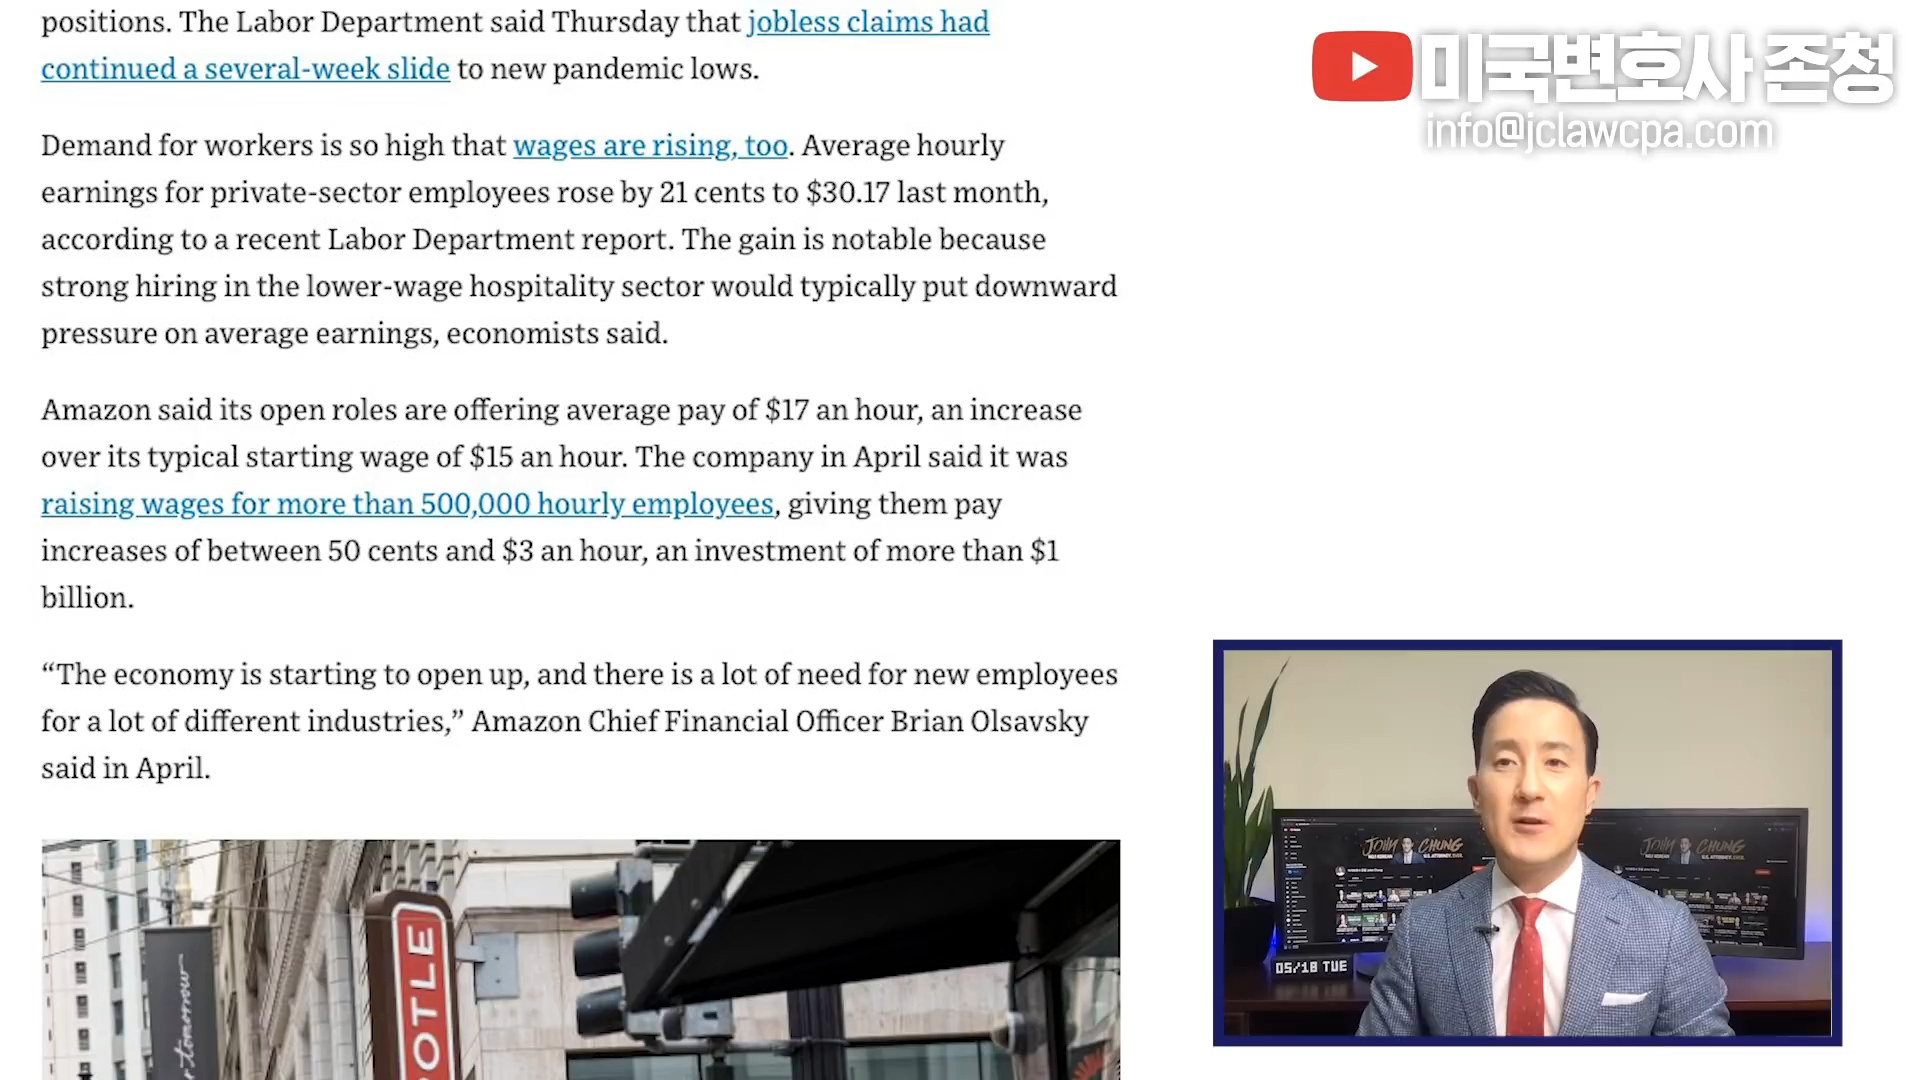 positions. The Labor Department said Thursday that jobless claims had
continued a several-week slide to new pandemic lows.
Demand for workers is so high that wages are rising, too. Average hourly
earnings for private-sector employees rose by 21 cents to $30.17 last month,
according to a recent Labor Department report. The gain is notable because
strong hiring in the lower-wage hospitality sector would typically put downward
pressure on average earnings, economists said.
Amazon said its open roles are offering average pay of $17 an hour, an increase
over its typical starting wage of $15 an hour. The company in April said it was
raising wages for more than 500,000 hourly employees, giving them pay
increases of between 50 cents and $3 an hour, an investment of more than $1
billion.
“The economy is starting to open up, and there is a lot of need for new employees
for a lot of different industries,” Amazon Chief Financial Officer Brian Olsavsky
said in April.
미국변호사 존청
info@jclawcpa.com
JOHN CHUNG
JOHN CHUNG
05/18 TUE
OTLE
tomorrow